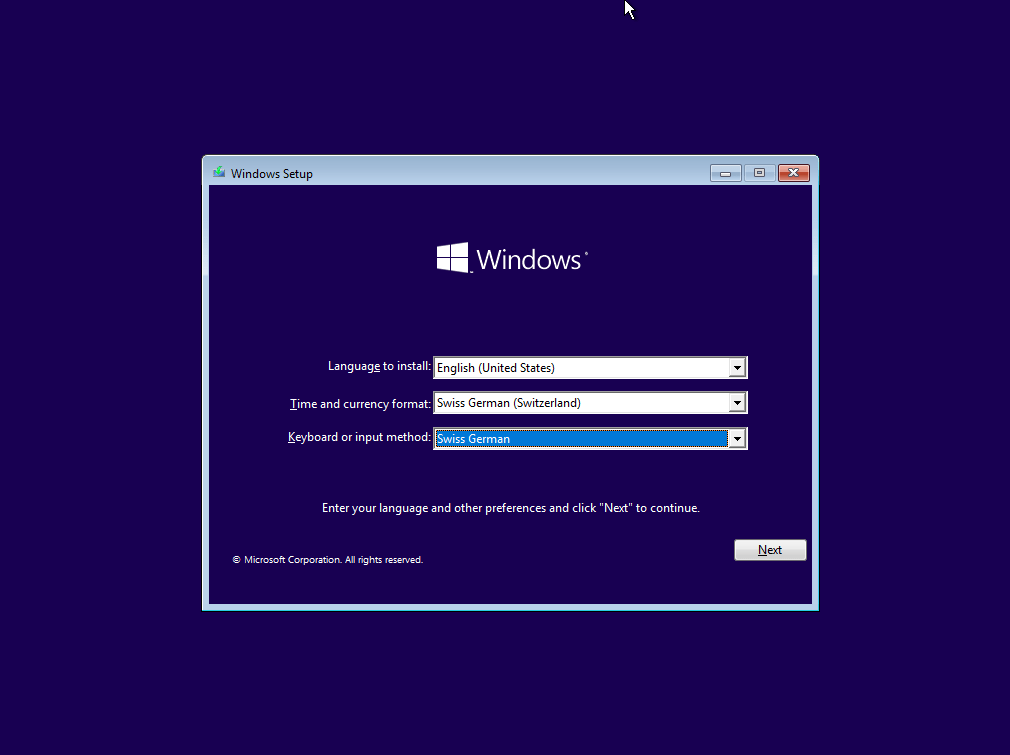 Windows Setup
Windows
Language to install: English (United States)
Time and currency format: Swiss German (Switzerland)
Keyboard or input method: Swiss German
Enter your language and other preferences and click "Next" to continue.
Next
© Microsoft Corporation. All rights reserved.